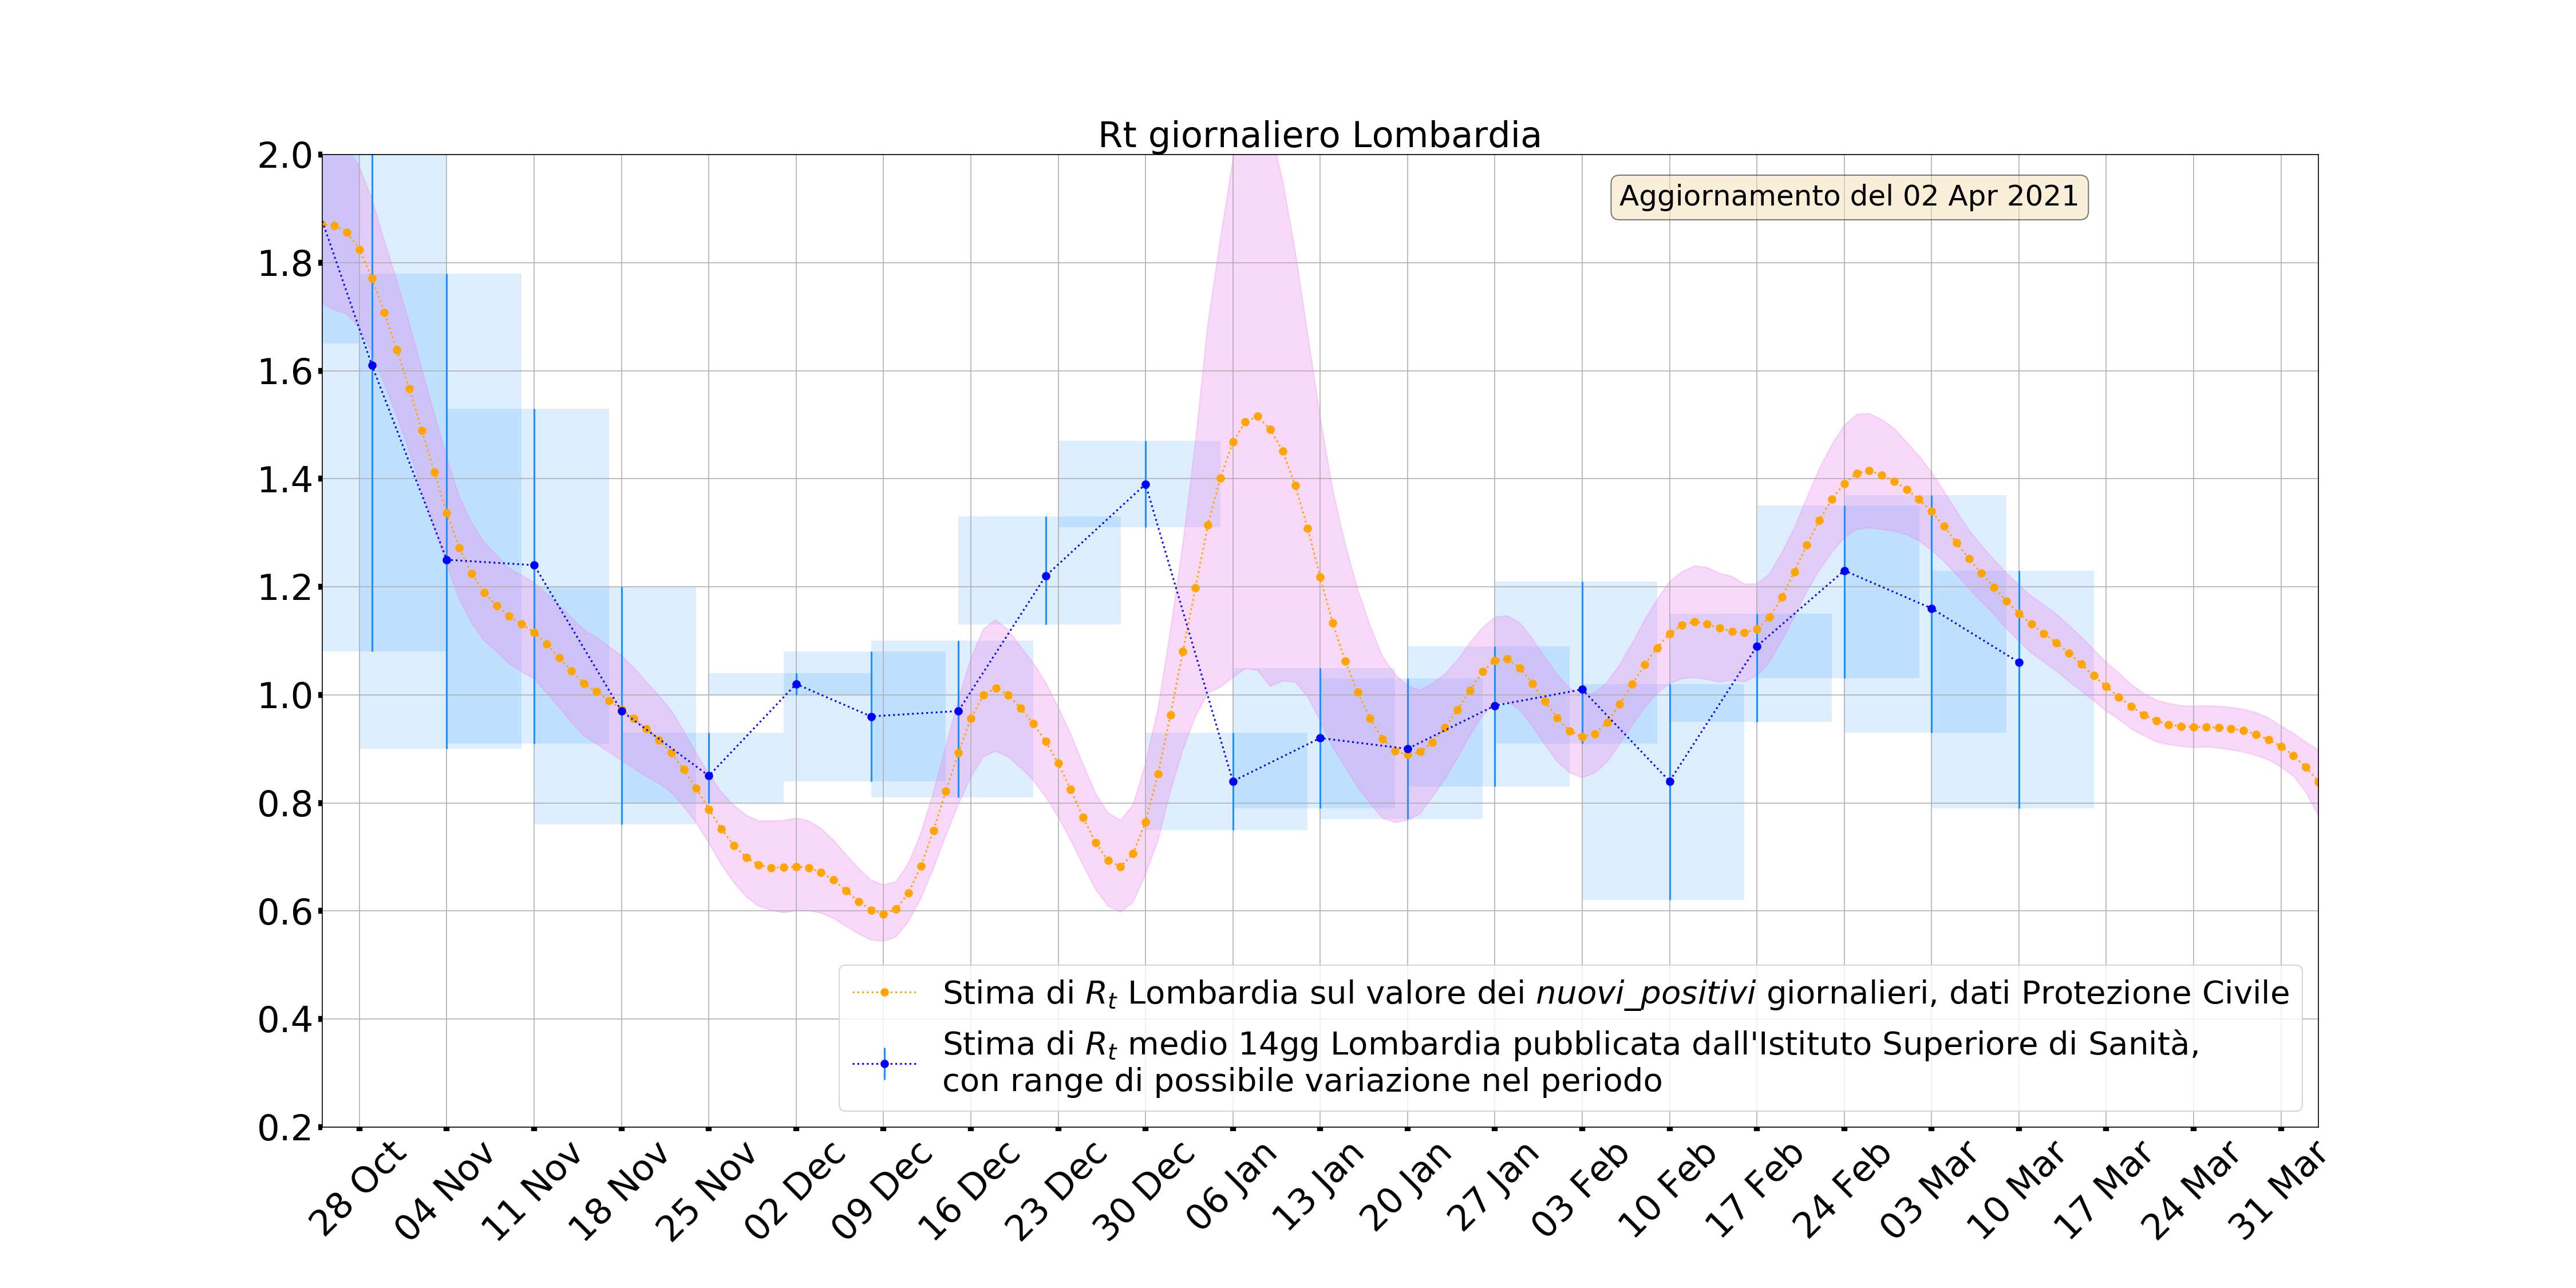 Rt giornaliero Lombardia
Aggiornamento del 02 Apr 2021
2.0
1.8
1.6
1.4
1.2
1.0
0.8
0.6
0.4
0.2
Stima di Rt Lombardia sul valore dei nuovi_positivi giornalieri, dati Protezione Civile
Stima di Rt medio 14gg Lombardia pubblicata dall'Istituto Superiore di Sanità,
con range di possibile variazione nel periodo
28 Oct
04 Nov
11 Nov
18 Nov
25 Nov
02 Dec
09 Dec
16 Dec
23 Dec
30 Dec
06 Jan
13 Jan
20 Jan
27 Jan
03 Feb
10 Feb
17 Feb
24 Feb
03 Mar
10 Mar
17 Mar
24 Mar
31 Mar